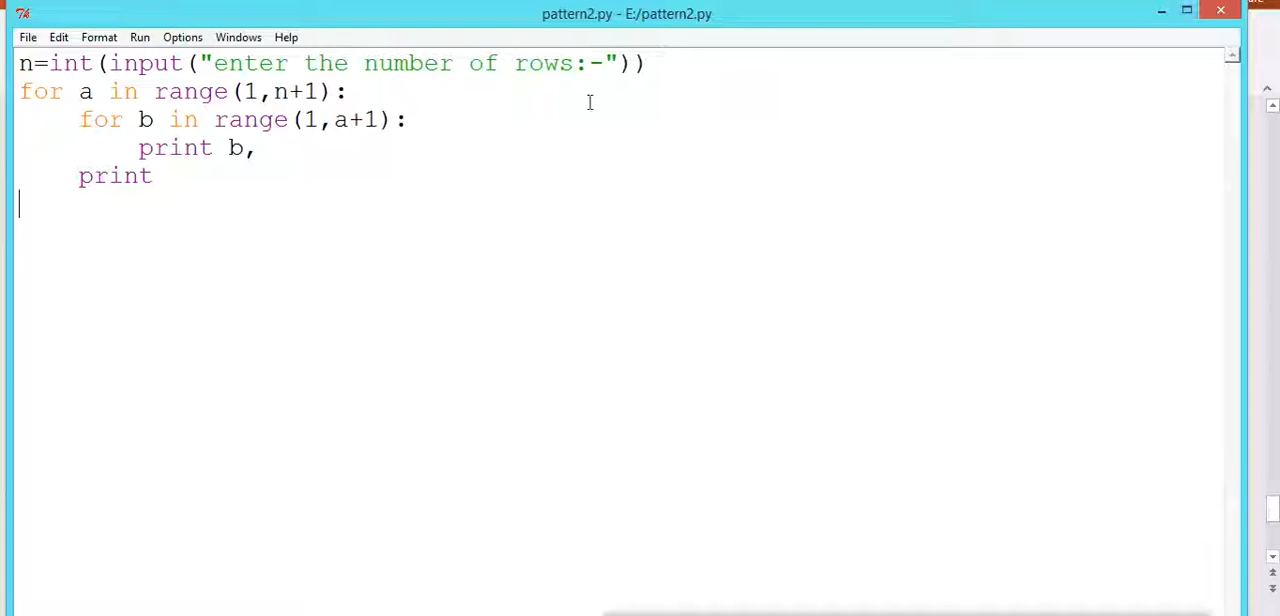 pattern2.py - E:/pattern2.py
File Edit Format Run Options Windows Help
n=int(input("enter the number of rows:-"))
for a in range(1,n+1):
    for b in range(1,a+1):
        print b,
    print